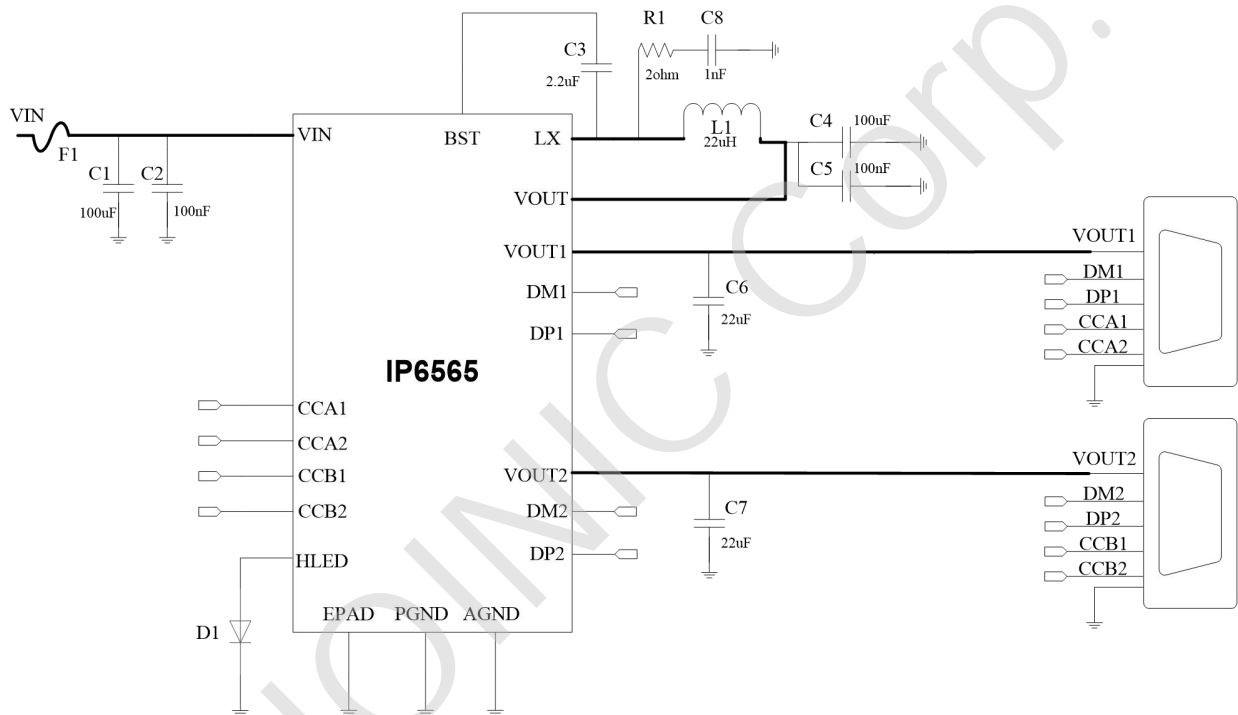 R1
C8
C3
2.2uF
2ohm
1nF
VIN
F1
VIN
BST
LX
L1
22uH
C4
100uF
C5
100nF
C1
C2
100uF
100nF
VOUT
VOUT1
VOUT1
DM1
DP1
C6
22uF
DM1
DP1
CCA1
CCA2
IP6565
CCA1
CCA2
CCB1
CCB2
HLED
VOUT2
DM2
DP2
C7
22uF
VOUT2
DM2
DP2
CCB1
CCB2
D1
EPAD
PGND
AGND
Corp.